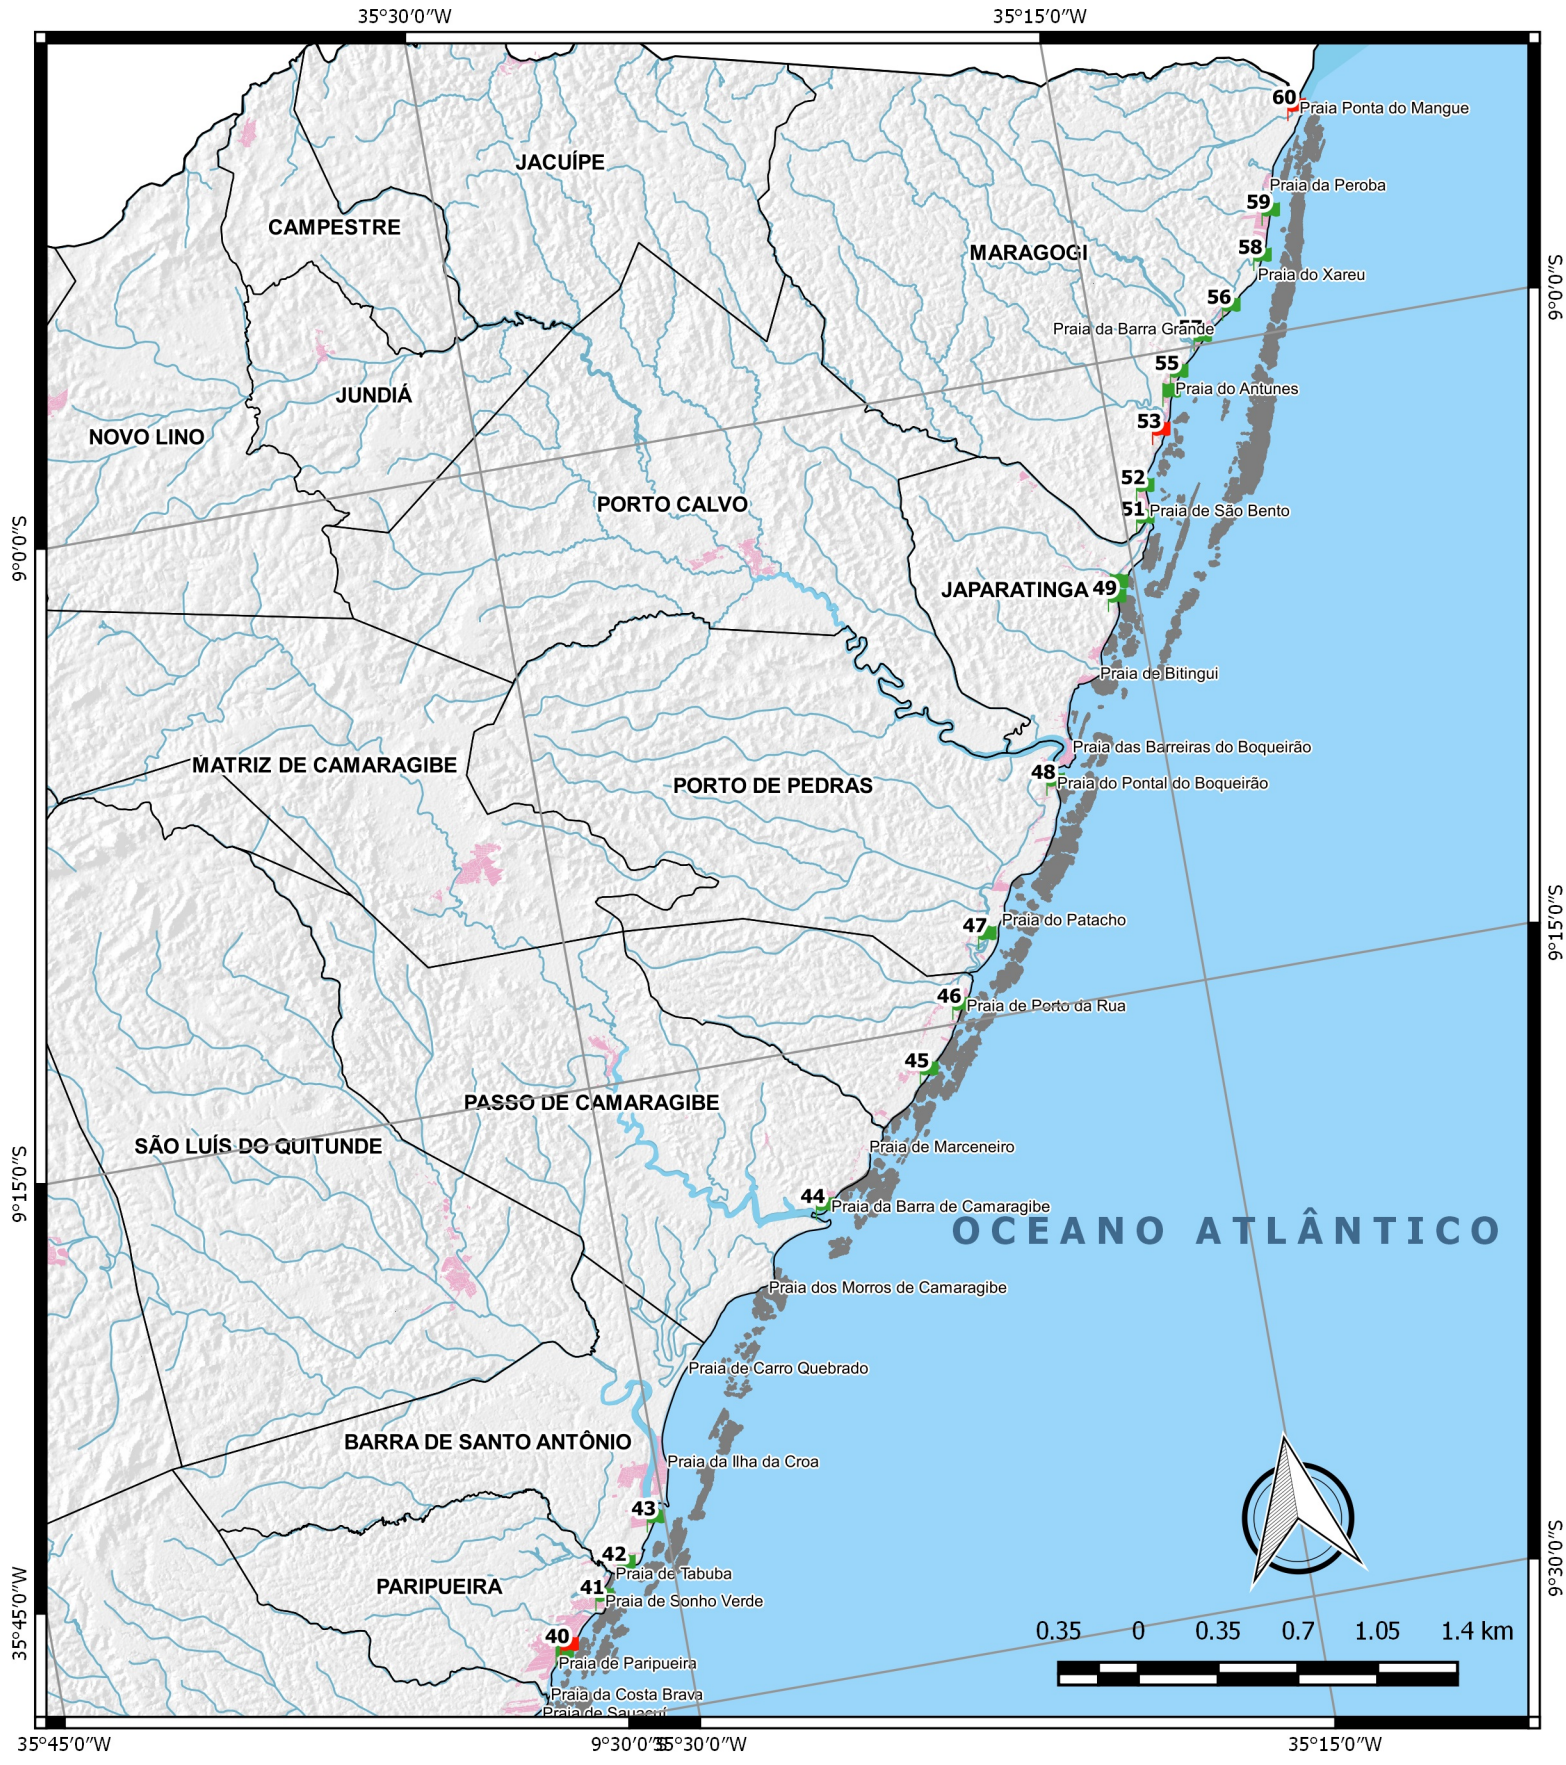 35°30'0"W
35°15'0"W
60
Praia Ponta do Mangue
JACUÍPE
Praia da Peroba
59
CAMPESTRE
MARAGOGI
58
Praia do Xareu
9°0'0"S
56
57
Praia da Barra Grande
55
Praia do Antunes
JUNDIÁ
53
NOVO LINO
52
PORTO CALVO
51
Praia de São Bento
9°0'0"S
JAPARATINGA
49
Praia de Bitingui
Praia das Barreiras do Boqueirão
MATRIZ DE CAMARAGIBE
48
PORTO DE PEDRAS
Praia do Pontal do Boqueirão
9°15'0"S
47
Praia do Patacho
46
Praia de Porto da Rua
45
PASSO DE CAMARAGIBE
SÃO LUÍS DO QUITUNDE
Praia de Marceneiro
9°15'0"S
44
Praia da Barra de Camaragibe
OCEANO ATLÂNTICO
Praia dos Morros de Camaragibe
Praia de Carro Quebrado
BARRA DE SANTO ANTÔNIO
Praia da Ilha da Croa
43
42
Praia de Tabuba
9°30'0"S
PARIPUEIRA
41
Praia de Sonho Verde
35°45'0"W
40
Praia de Paripueira
0.35 0 0.35 0.7 1.05 1.4 km
Praia da Costa Brava
Praia de Sauaçuí
35°45'0"W
9°30'0"S
35°30'0"W
35°15'0"W